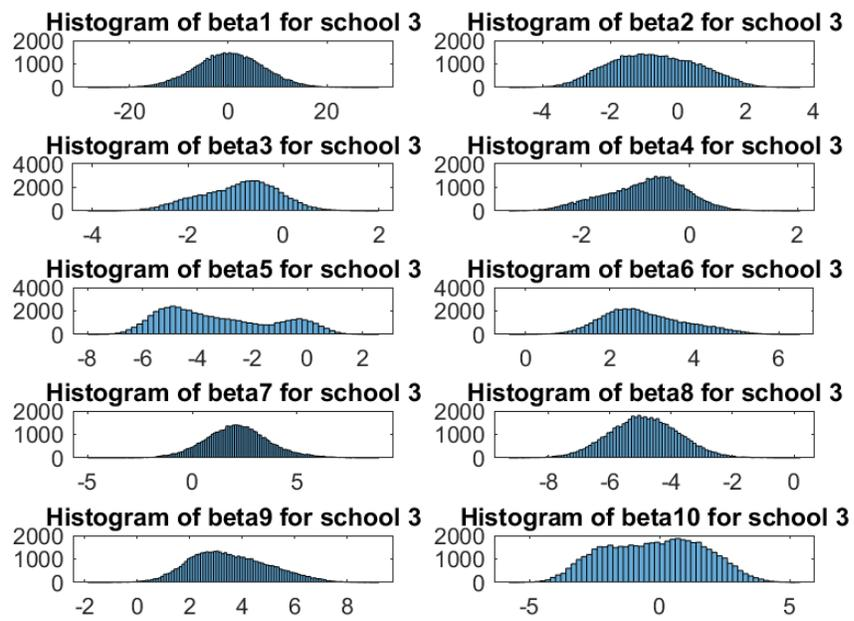 Histogram of beta1 for school 3
2000
1000
0
-20 0 20
Histogram of beta2 for school 3
2000
1000
0
-4 -2 0 2 4
Histogram of beta3 for school 3
4000
2000
0
-4 -2 0 2
Histogram of beta4 for school 3
2000
1000
0
-2 0 2
Histogram of beta5 for school 3
4000
2000
0
-8 -6 -4 -2 0 2
Histogram of beta6 for school 3
4000
2000
0
0 2 4 6
Histogram of beta7 for school 3
2000
1000
0
-5 0 5
Histogram of beta8 for school 3
2000
1000
0
-8 -6 -4 -2 0
Histogram of beta9 for school 3
2000
1000
0
-2 0 2 4 6 8
Histogram of beta10 for school 3
2000
1000
0
-5 0 5